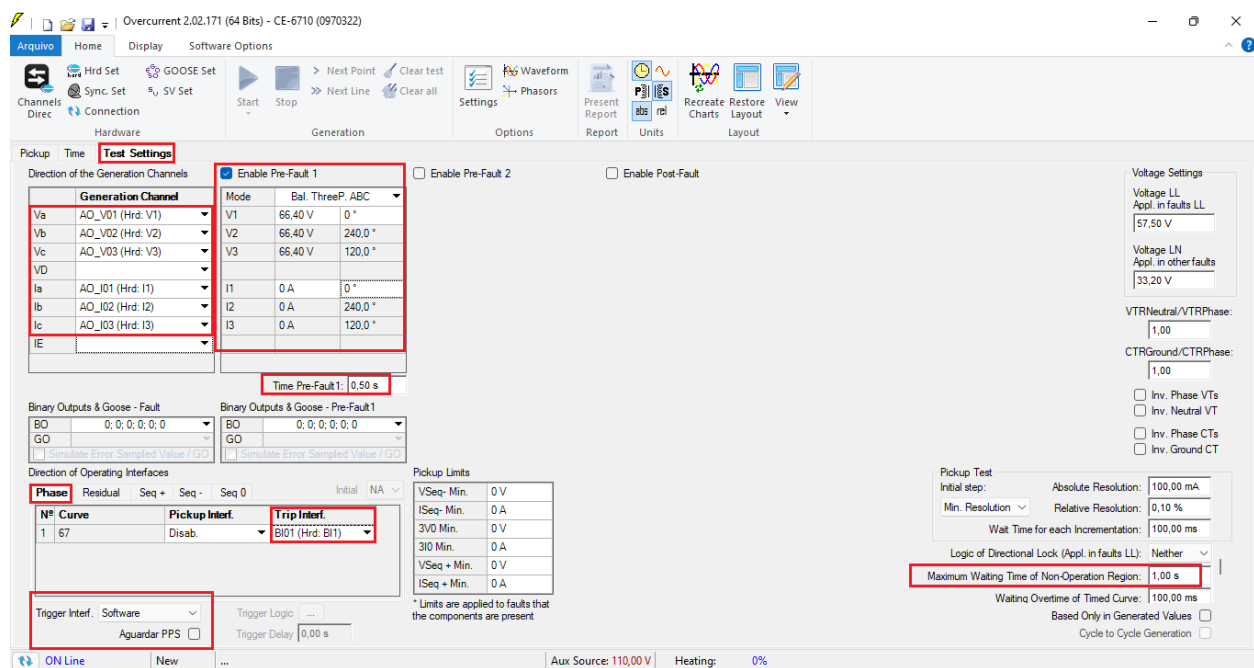 Overcurrent 2.02.171 (64 Bits) - CE-6710 (0970322)
Arquivo Home Display Software Options
Hrd Set GOOSE Set Next Point Clear test Waveform
Sync. Set SV Set Next Line Clear all Phasors
Channels Direc Connection Start Stop Settings Present Report abs rel Recreate Charts Restore Layout View
Hardware Generation Options Report Units Layout
Pickup Time Test Settings
Direction of the Generation Channels Enable Pre-Fault 1 Enable Pre-Fault 2 Enable Post-Fault Voltage Settings
Generation Channel Mode Bal. ThreeP. ABC Voltage LL
Appl. in faults LL
Va AO_V01 (Hrd: V1) V1 66,40 V 0 ° 57,50 V
Vb AO_V02 (Hrd: V2) V2 66,40 V 240,0 °
Vc AO_V03 (Hrd: V3) V3 66,40 V 120,0 ° Voltage LN
VD Appl. in other faults
Ia AO_I01 (Hrd: I1) I1 0 A 0 ° 33,20 V
Ib AO_I02 (Hrd: I2) I2 0 A 240,0 °
Ic AO_I03 (Hrd: I3) I3 0 A 120,0 ° VTRNeutral/VTRPhase:
IE 1,00
CTRGround/CTRPhase:
1,00
Time Pre-Fault1: 0,50 s
Inv. Phase VTs
Binary Outputs & Goose - Fault Binary Outputs & Goose - Pre-Fault1 Inv. Neutral VT
BO 0; 0; 0; 0; 0; 0 BO 0; 0; 0; 0; 0; 0 Inv. Phase CTs
GO GO Inv. Ground CT
Simulate Error Sampled Value / GO Simulate Error Sampled Value / GO
Direction of Operating Interfaces Pickup Limits Pickup Test
Phase Residual Seq + Seq - Seq 0 Initial NA VSeq- Min. 0 V Initial step: Absolute Resolution: 100,00 mA
Nº Curve Pickup Interf. Trip Interf. ISeq- Min. 0 A Min. Resolution Relative Resolution: 0,10 %
1 67 Disab. BI01 (Hrd: BI1) 3V0 Min. 0 V Wait Time for each Incrementation: 100,00 ms
3I0 Min. 0 A Logic of Directional Lock (Appl. in faults LL): Neither
VSeq + Min. 0 V Maximum Waiting Time of Non-Operation Region: 1,00 s
ISeq + Min. 0 A Waiting Overtime of Timed Curve: 100,00 ms
Trigger Interf. Software Trigger Logic ... * Limits are applied to faults that
the components are present Based Only in Generated Values
Aguardar PPS Trigger Delay 0,00 s Cycle to Cycle Generation
ON Line New ... Aux Source: 110,00 V Heating: 0%